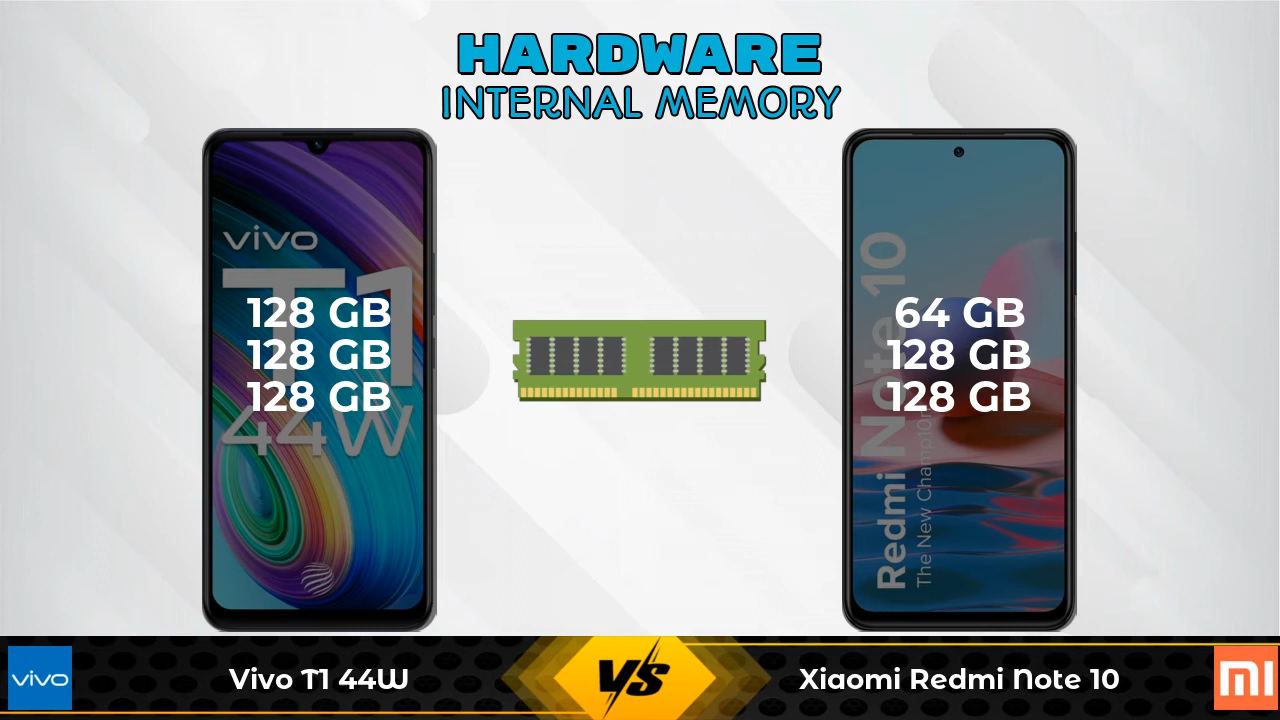 HARDWARE
INTERNAL MEMORY
vivo
T1
44W
128 GB
128 GB
128 GB
Redmi Note 10
The New Champ10n
64 GB
128 GB
128 GB
vivo
Vivo T1 44W
VS
Xiaomi Redmi Note 10
mi